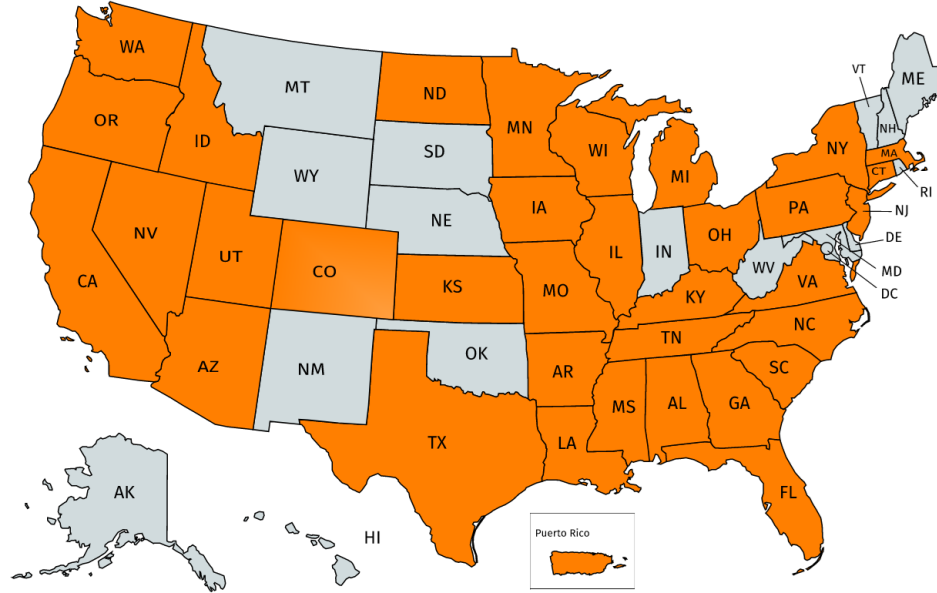 WA
MT
ND
MN
VT
ME
OR
ID
SD
WI
NH
NY
MA
WY
MI
CT
RI
NE
IA
PA
NJ
NV
UT
CO
IL
IN
OH
DE
CA
KS
MO
WV
VA
MD
DC
KY
NC
TN
AZ
NM
OK
AR
SC
MS
AL
GA
TX
LA
AK
FL
HI
Puerto Rico